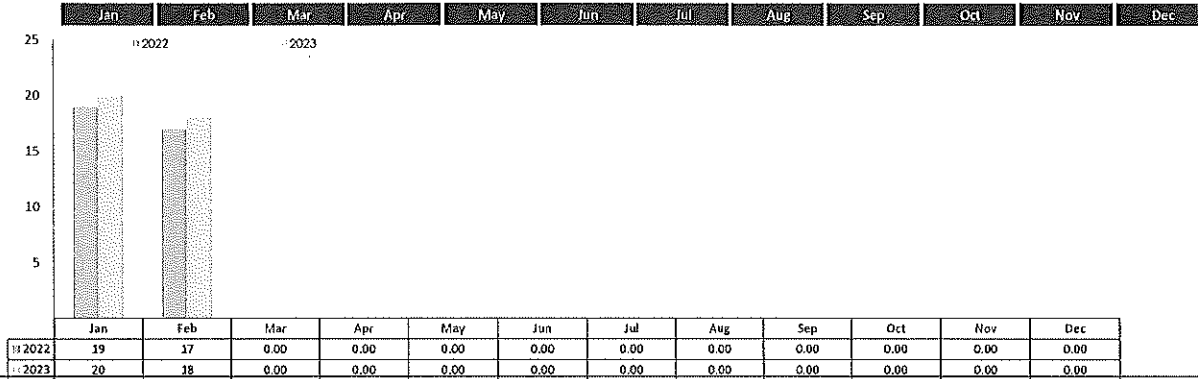 Jan Feb Mar Apr May Jun Jul Aug Sep Oct Nov Dec
25
2022 2023
20
15
10
5
Jan Feb Mar Apr May Jun Jul Aug Sep Oct Nov Dec
2022 19 17 0.00 0.00 0.00 0.00 0.00 0.00 0.00 0.00 0.00 0.00
2023 20 18 0.00 0.00 0.00 0.00 0.00 0.00 0.00 0.00 0.00 0.00